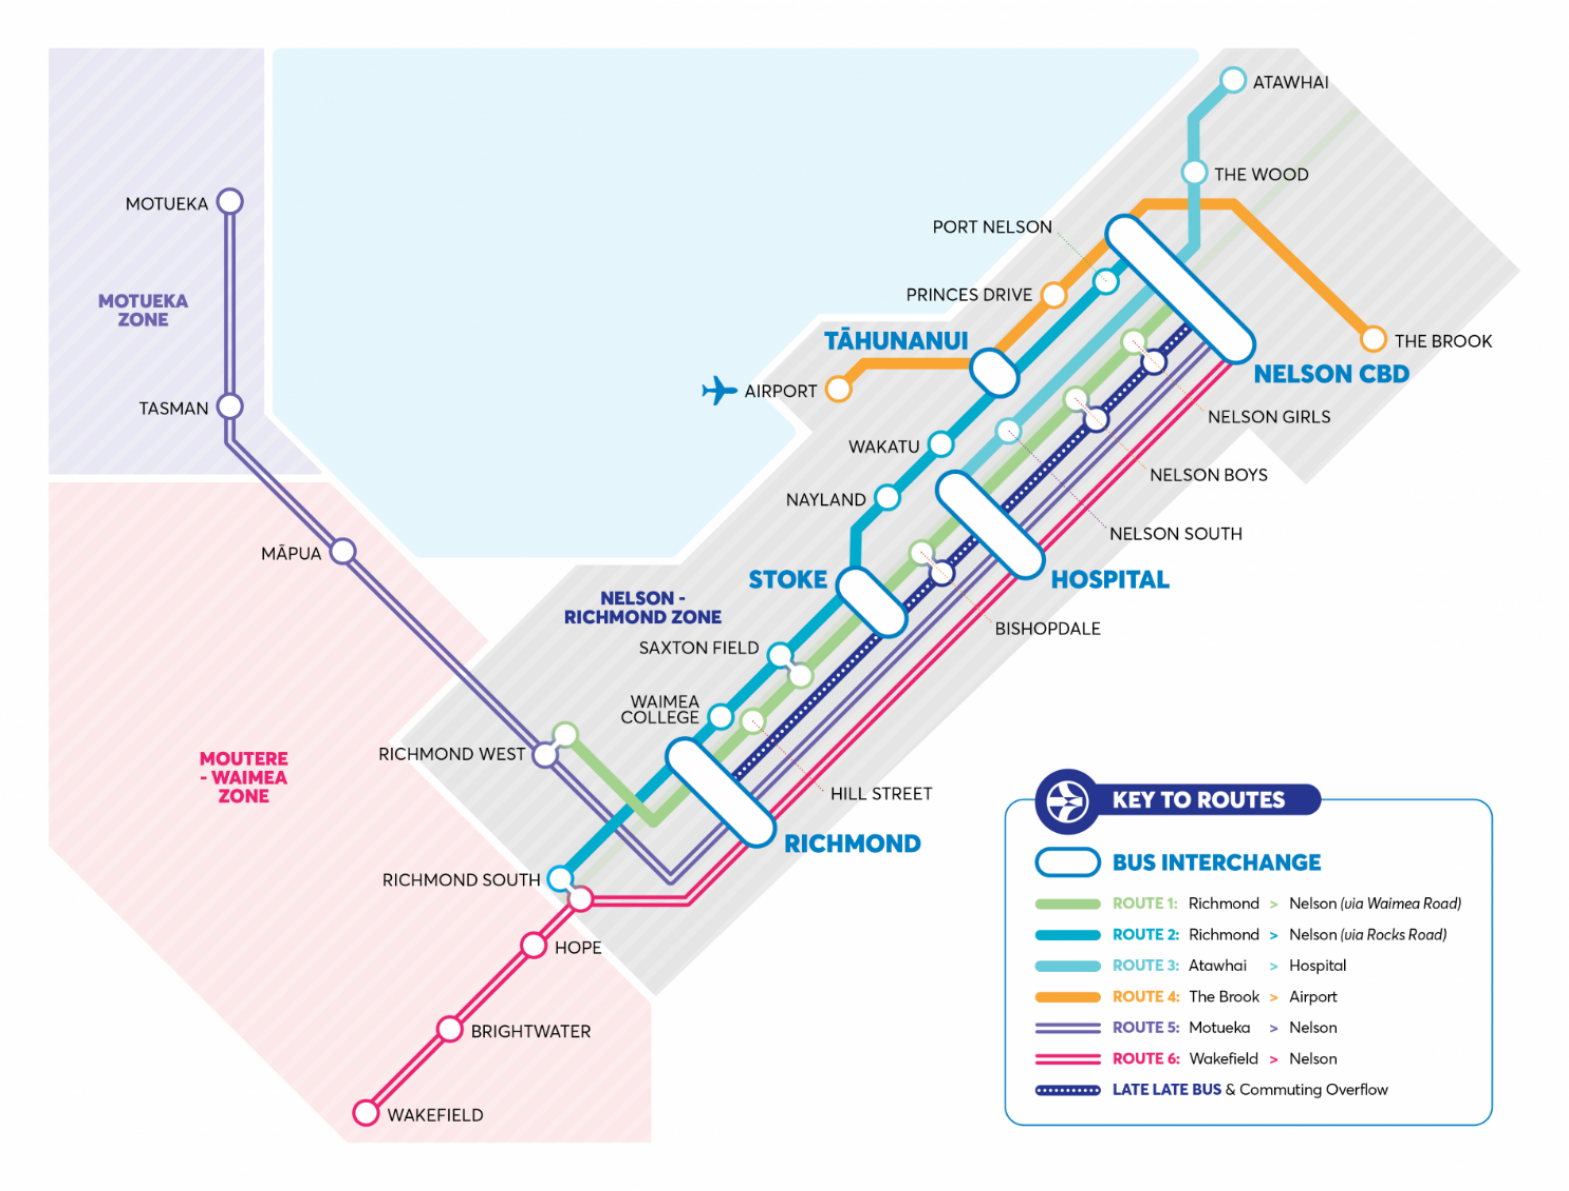 ATAWHAI
THE WOOD
MOTUEKA
PORT NELSON
MOTUEKA
ZONE
PRINCES DRIVE
TĀHUNANUI
THE BROOK
NELSON CBD
AIRPORT
TASMAN
NELSON GIRLS
WAKATU
NELSON BOYS
NAYLAND
NELSON SOUTH
MĀPUA
STOKE
HOSPITAL
NELSON -
RICHMOND ZONE
BISHOPDALE
SAXTON FIELD
WAIMEA
COLLEGE
RICHMOND WEST
MOUTERE
- WAIMEA
ZONE
HILL STREET
RICHMOND
RICHMOND SOUTH
HOPE
BRIGHTWATER
WAKEFIELD
KEY TO ROUTES
BUS INTERCHANGE
ROUTE 1: Richmond > Nelson (via Waimea Road)
ROUTE 2: Richmond > Nelson (via Rocks Road)
ROUTE 3: Atawhai > Hospital
ROUTE 4: The Brook > Airport
ROUTE 5: Motueka > Nelson
ROUTE 6: Wakefield > Nelson
LATE LATE BUS & Commuting Overflow